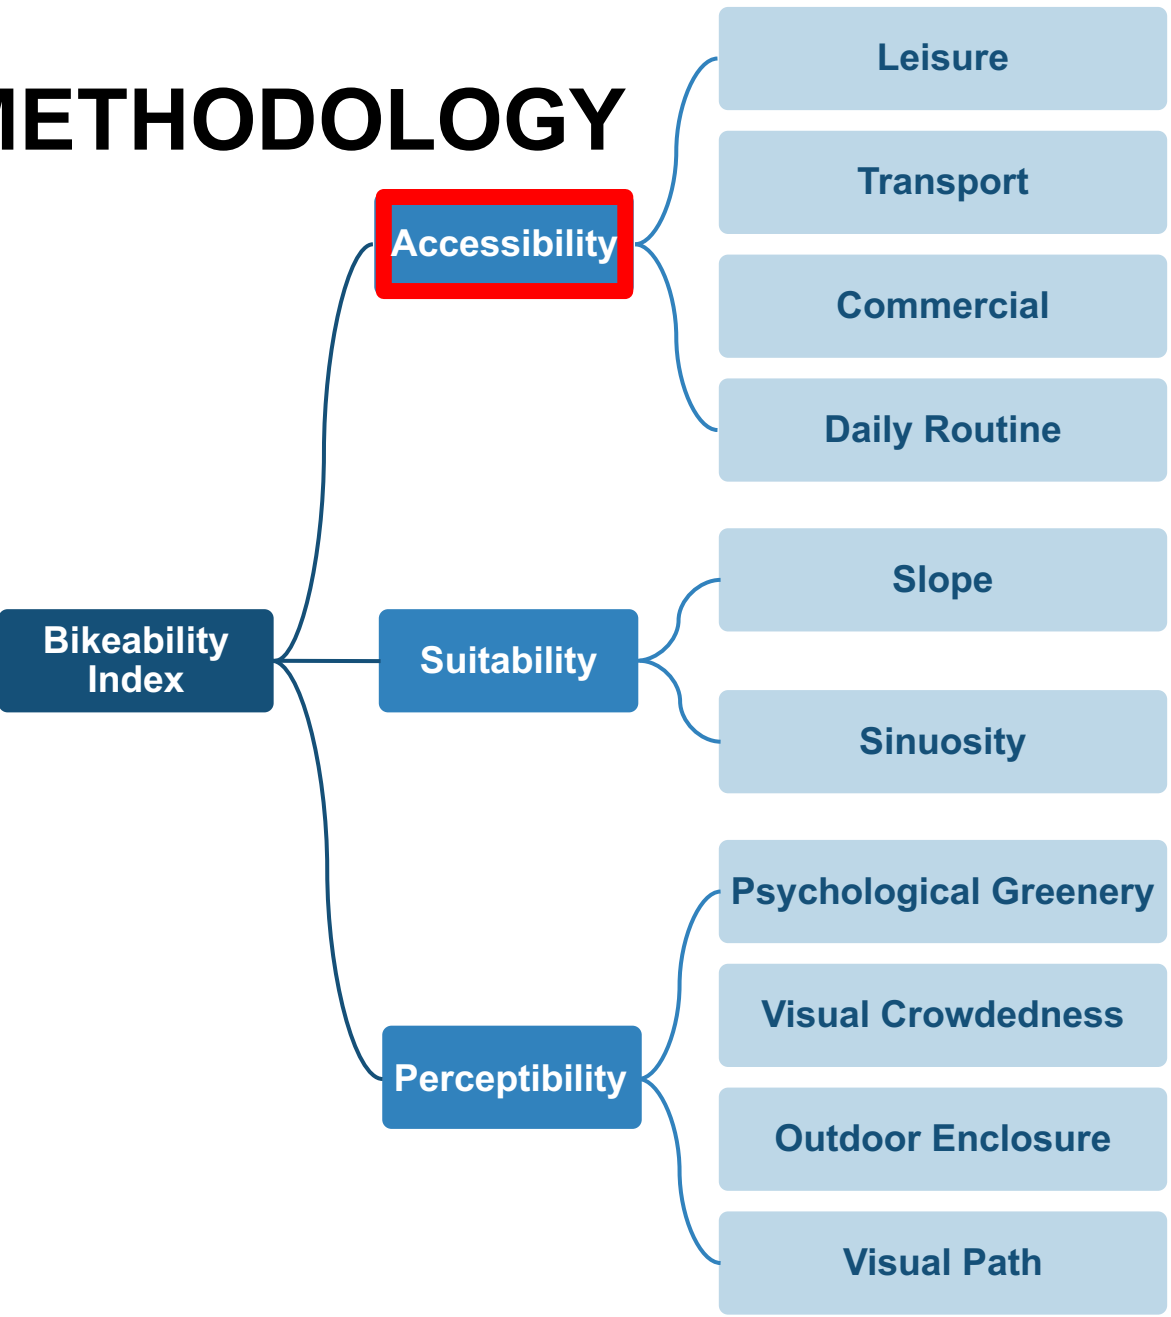 METHODOLOGY
Bikeability
Index
Accessibility
Leisure
Transport
Commercial
Daily Routine
Suitability
Slope
Sinuosity
Perceptibility
Psychological Greenery
Visual Crowdedness
Outdoor Enclosure
Visual Path